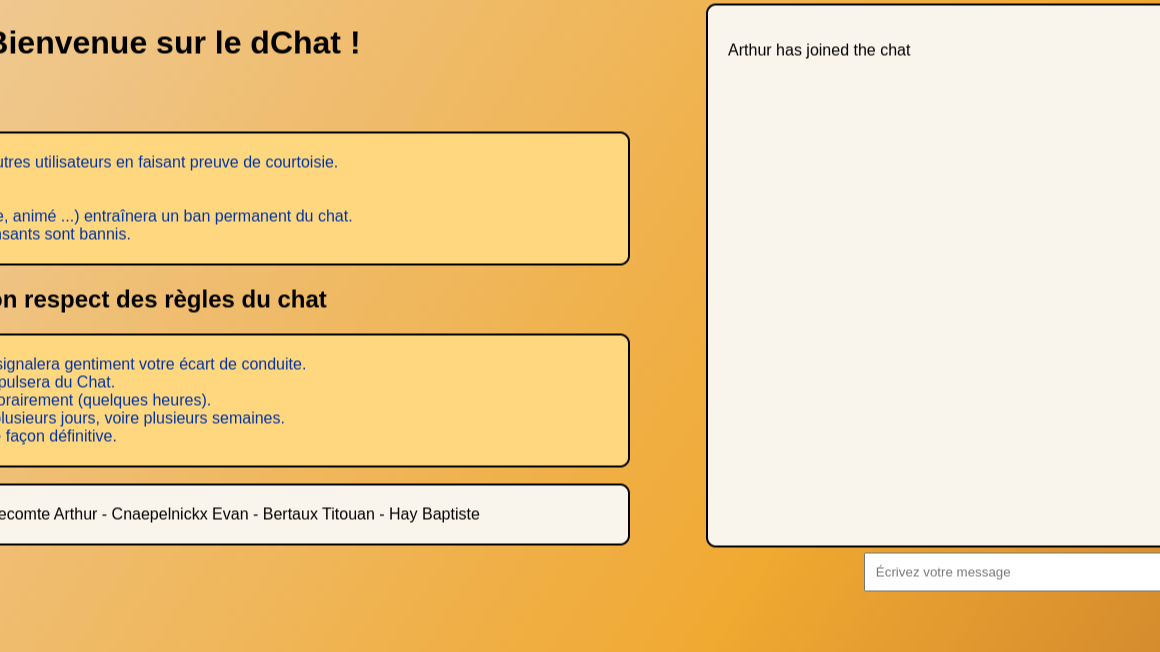 Bienvenue sur le dChat !
utres utilisateurs en faisant preuve de courtoisie.
e, animé ...) entraînera un ban permanent du chat.
sants sont bannis.
on respect des règles du chat
signalera gentiment votre écart de conduite.
pulsera du Chat.
orairement (quelques heures).
plusieurs jours, voire plusieurs semaines.
façon définitive.
ecomte Arthur - Cnaepelnickx Evan - Bertaux Titouan - Hay Baptiste
Arthur has joined the chat
Écrivez votre message